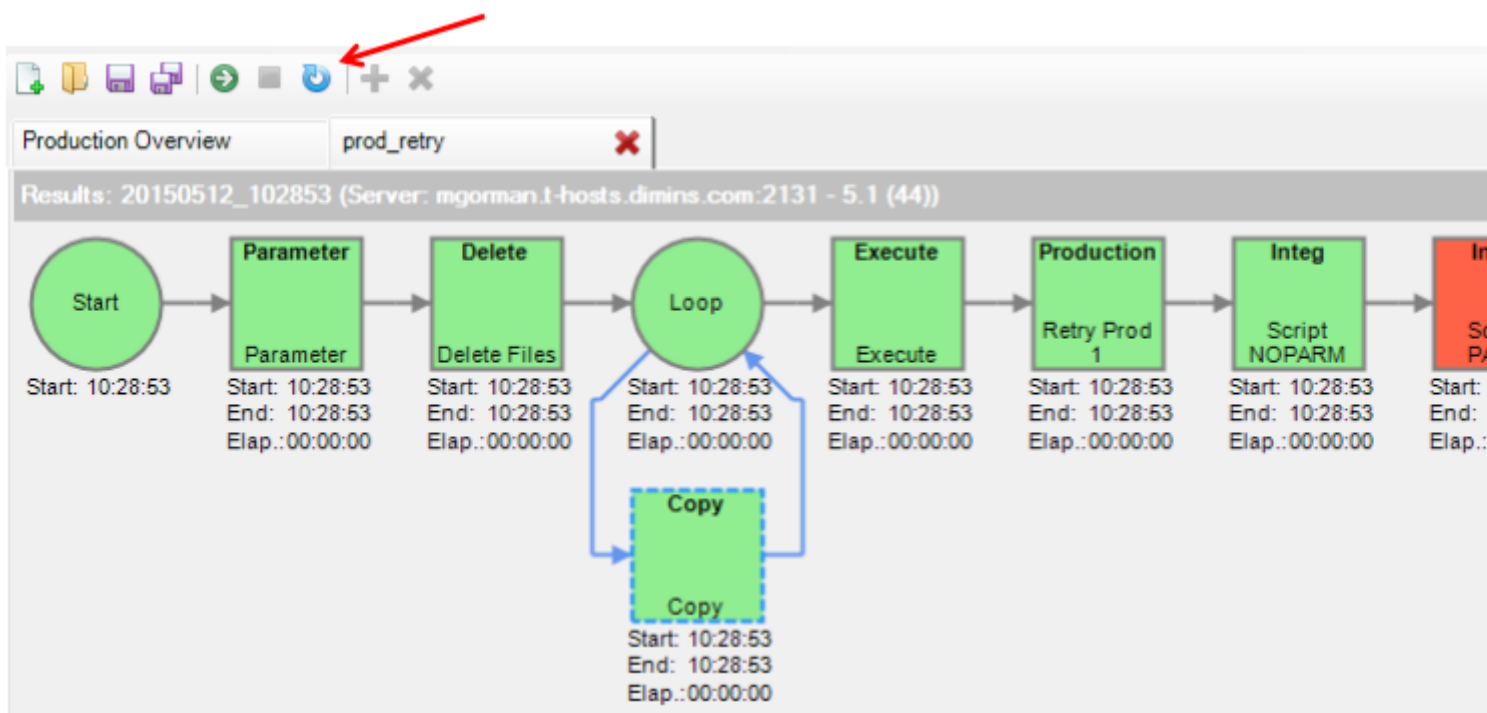 Production Overview
prod_retry
Results: 20150512_102853 (Server: mgorman.t-hosts.dimins.com:2131 - 5.1 (44))
Start
Start: 10:28:53
Parameter
Parameter
Start: 10:28:53
End: 10:28:53
Elap.:00:00:00
Delete
Delete Files
Start: 10:28:53
End: 10:28:53
Elap.:00:00:00
Loop
Start: 10:28:53
End: 10:28:53
Elap.:00:00:00
Execute
Execute
Start: 10:28:53
End: 10:28:53
Elap.:00:00:00
Production
Retry Prod
1
Start: 10:28:53
End: 10:28:53
Elap.:00:00:00
Integ
Script
NOPARM
Start: 10:28:53
End: 10:28:53
Elap.:00:00:00
Start:
End:
Elap.:
Copy
Copy
Start: 10:28:53
End: 10:28:53
Elap.:00:00:00